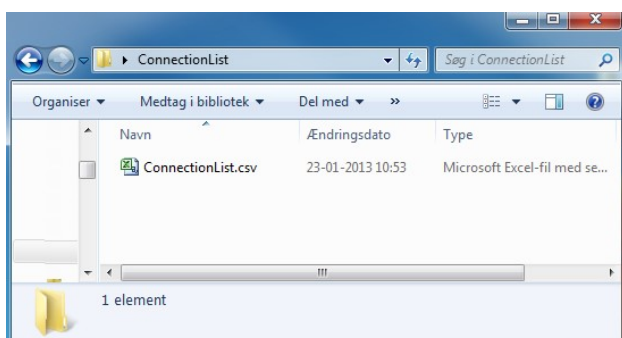 ConnectionList
Søg i ConnectionList
Organiser Medtag i bibliotek Del med »
Navn Ændringsdato Type
ConnectionList.csv 23-01-2013 10:53 Microsoft Excel-fil med se...
1 element